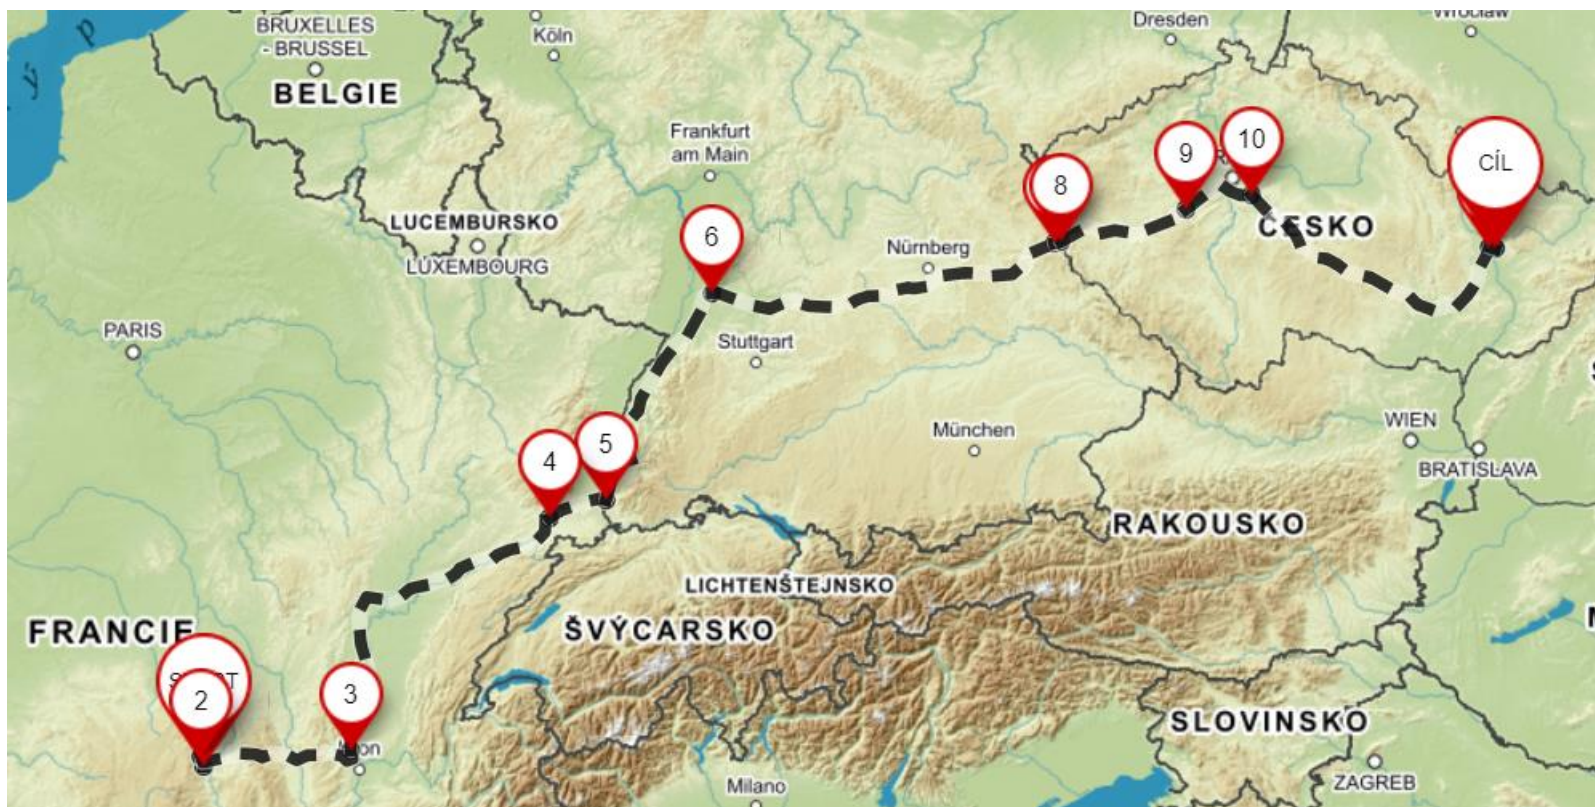 BRUXELLES
- BRUSSEL
BELGIE
Köln
Dresden
Wrocław
Frankfurt
am Main
10
9
CÍL
8
LUCEMBURSKO
LUXEMBOURG
6
Nürnberg
ČESKO
PARIS
Stuttgart
WIEN
München
BRATISLAVA
5
4
RAKOUSKO
LICHTENŠTEJNSKO
FRANCIE
ŠVÝCARSKO
2
3
SLOVINSKO
Milano
ZAGREB